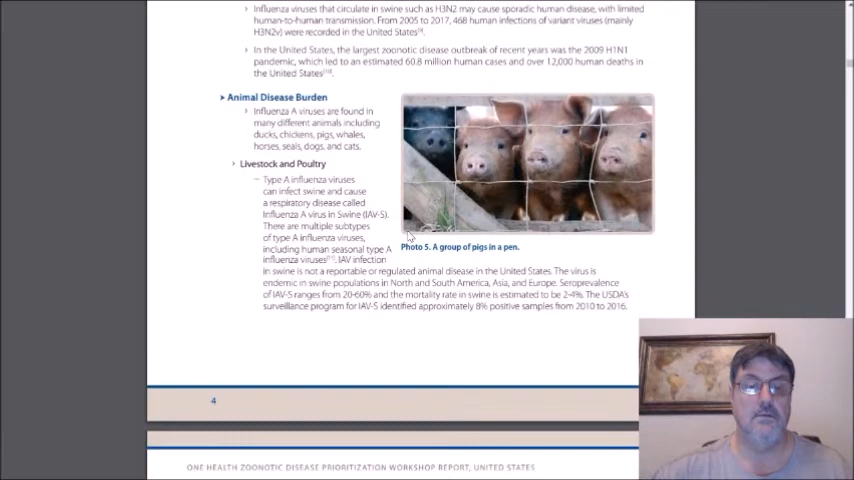 › Influenza viruses that circulate in swine such as H3N2 may cause sporadic human disease, with limited
human-to-human transmission. From 2005 to 2017, 468 human infections of variant viruses (mainly
H3N2v) were recorded in the United States[9].
› In the United States, the largest zoonotic disease outbreak of recent years was the 2009 H1N1
pandemic, which led to an estimated 60.8 million human cases and over 12,000 human deaths in
the United States[10].
➤ Animal Disease Burden
› Influenza A viruses are found in
many different animals including
ducks, chickens, pigs, whales,
horses, seals, dogs, and cats.
› Livestock and Poultry
– Type A influenza viruses
can infect swine and cause
a respiratory disease called
Influenza A virus in Swine (IAV-S).
There are multiple subtypes
of type A influenza viruses,
including human seasonal type A
influenza viruses[11]. IAV infection
in swine is not a reportable or regulated animal disease in the United States. The virus is
endemic in swine populations in North and South America, Asia, and Europe. Seroprevalence
of IAV-S ranges from 20-60% and the mortality rate in swine is estimated to be 2-4%. The USDA's
surveillance program for IAV-S identified approximately 8% positive samples from 2010 to 2016.
Photo 5. A group of pigs in a pen.
4
ONE HEALTH ZOONOTIC DISEASE PRIORITIZATION WORKSHOP REPORT, UNITED STATES